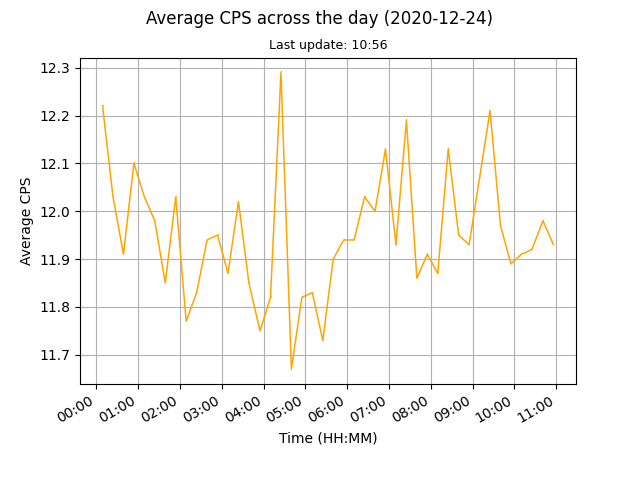 Average CPS across the day (2020-12-24)
Last update: 10:56
12.3
12.2
12.1
12.0
11.9
11.8
11.7
Average CPS
00:00 01:00 02:00 03:00 04:00 05:00 06:00 07:00 08:00 09:00 10:00 11:00
Time (HH:MM)